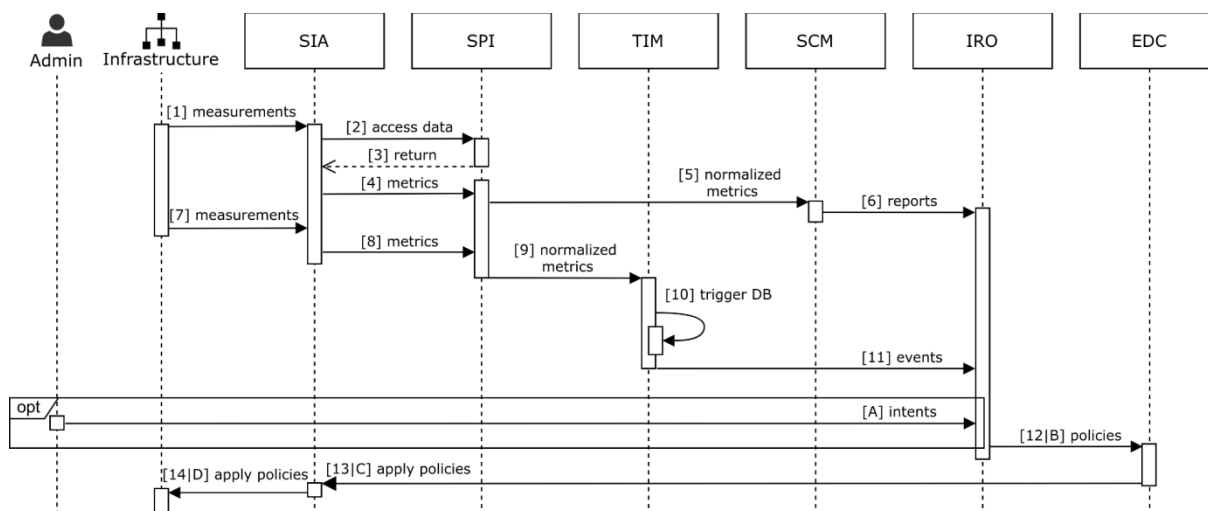 Admin
Infrastructure
SIA
SPI
TIM
SCM
IRO
EDC
[1] measurements
[2] access data
[3] return
[4] metrics
[5] normalized
metrics
[6] reports
[7] measurements
[8] metrics
[9] normalized
metrics
[10] trigger DB
[11] events
opt
[A] intents
[12|B] policies
[13|C] apply policies
[14|D] apply policies